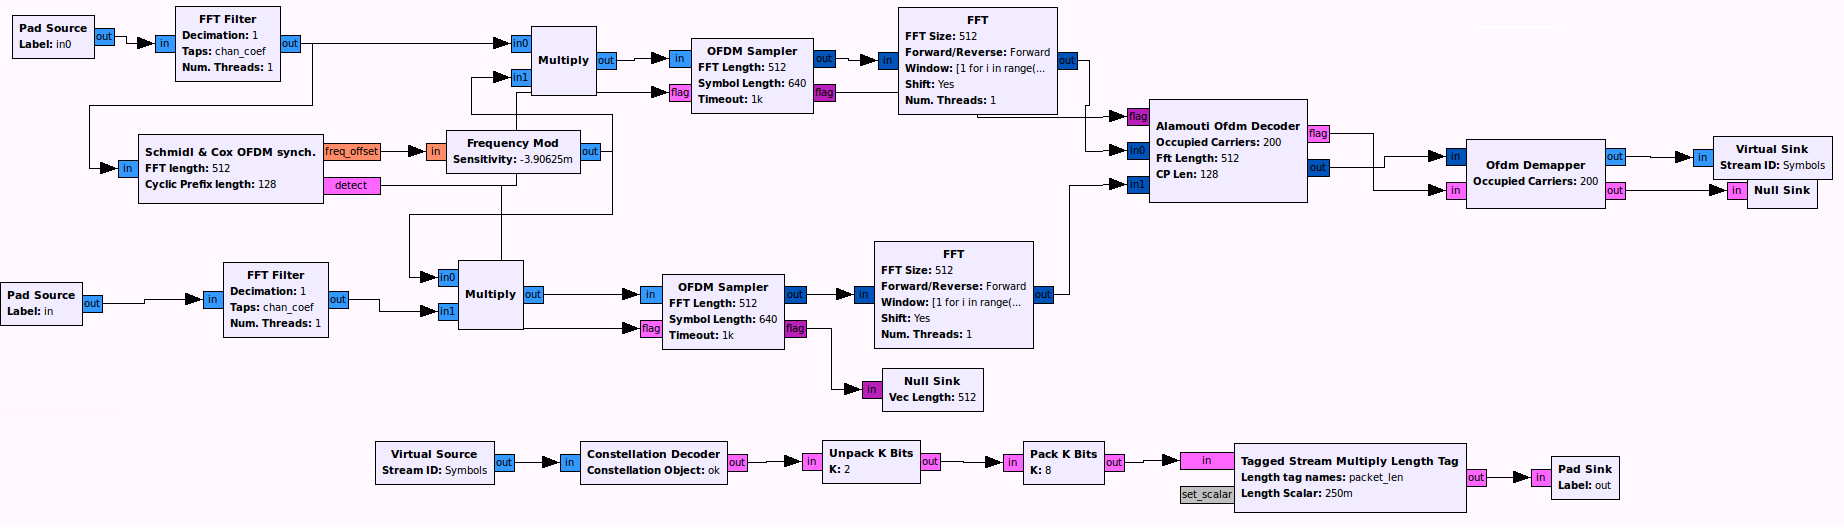 Pad Source
Label: in0
out
in
FFT Filter
Decimation: 1
Taps: chan_coef
Num. Threads: 1
out
in0
in1
Multiply
out
in
flag
OFDM Sampler
FFT Length: 512
Symbol Length: 640
Timeout: 1k
out
flag
in
FFT
FFT Size: 512
Forward/Reverse: Forward
Window: [1 for i in range(...
Shift: Yes
Num. Threads: 1
out
in
Schmidl & Cox OFDM synch.
FFT length: 512
Cyclic Prefix length: 128
freq_offset
detect
in
Frequency Mod
Sensitivity: -3.90625m
out
flag
in0
in1
Alamouti Ofdm Decoder
Occupied Carriers: 200
Fft Length: 512
CP Len: 128
flag
out
in
in
Ofdm Demapper
Occupied Carriers: 200
out
out
in
Virtual Sink
Stream ID: Symbols
in
Null Sink
Pad Source
Label: in
out
in
FFT Filter
Decimation: 1
Taps: chan_coef
Num. Threads: 1
out
in0
in1
Multiply
out
in
flag
OFDM Sampler
FFT Length: 512
Symbol Length: 640
Timeout: 1k
out
flag
in
FFT
FFT Size: 512
Forward/Reverse: Forward
Window: [1 for i in range(...
Shift: Yes
Num. Threads: 1
out
in
Null Sink
Vec Length: 512
Virtual Source
Stream ID: Symbols
out
in
Constellation Decoder
Constellation Object: ok
out
in
Unpack K Bits
K: 2
out
in
Pack K Bits
K: 8
out
in
set_scalar
Tagged Stream Multiply Length Tag
Length tag names: packet_len
Length Scalar: 250m
out
in
Pad Sink
Label: out